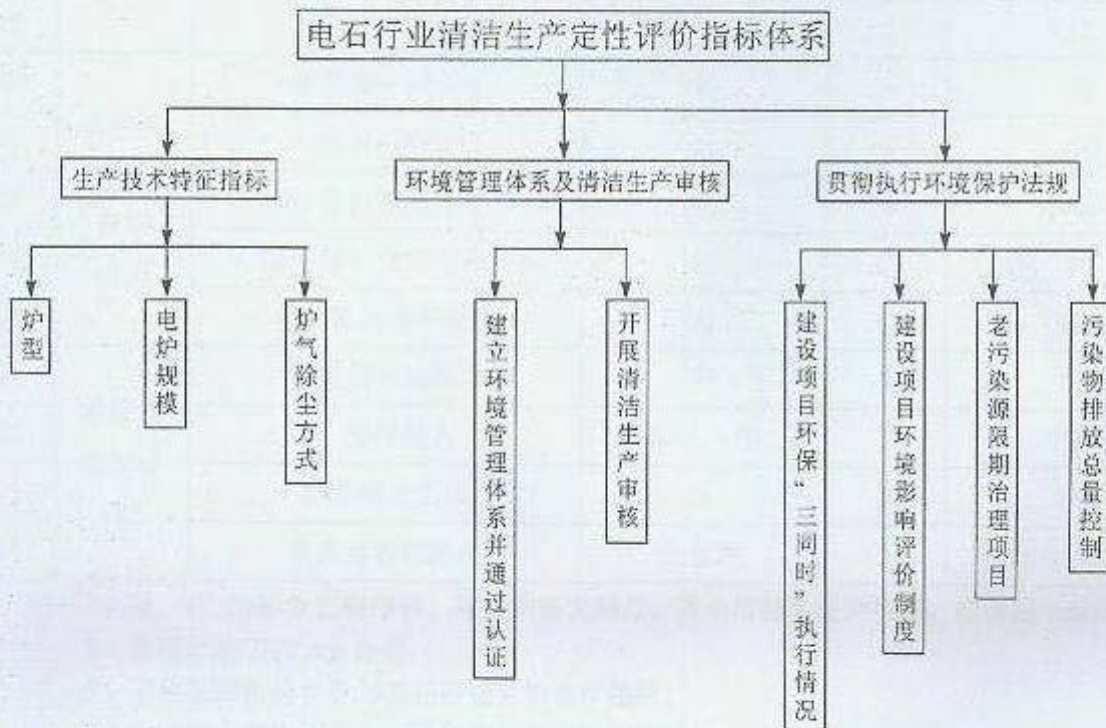 电石行业清洁生产定性评价指标体系
生产技术特征指标
环境管理体系及清洁生产审核
贯彻执行环境保护法规
炉型
电炉规模
炉气除尘方式
建立环境管理体系并通过认证
开展清洁生产审核
建设项目环保“三同时”执行情况
建设项目环境影响评价制度
老污染源限期治理项目
污染物排放总量控制